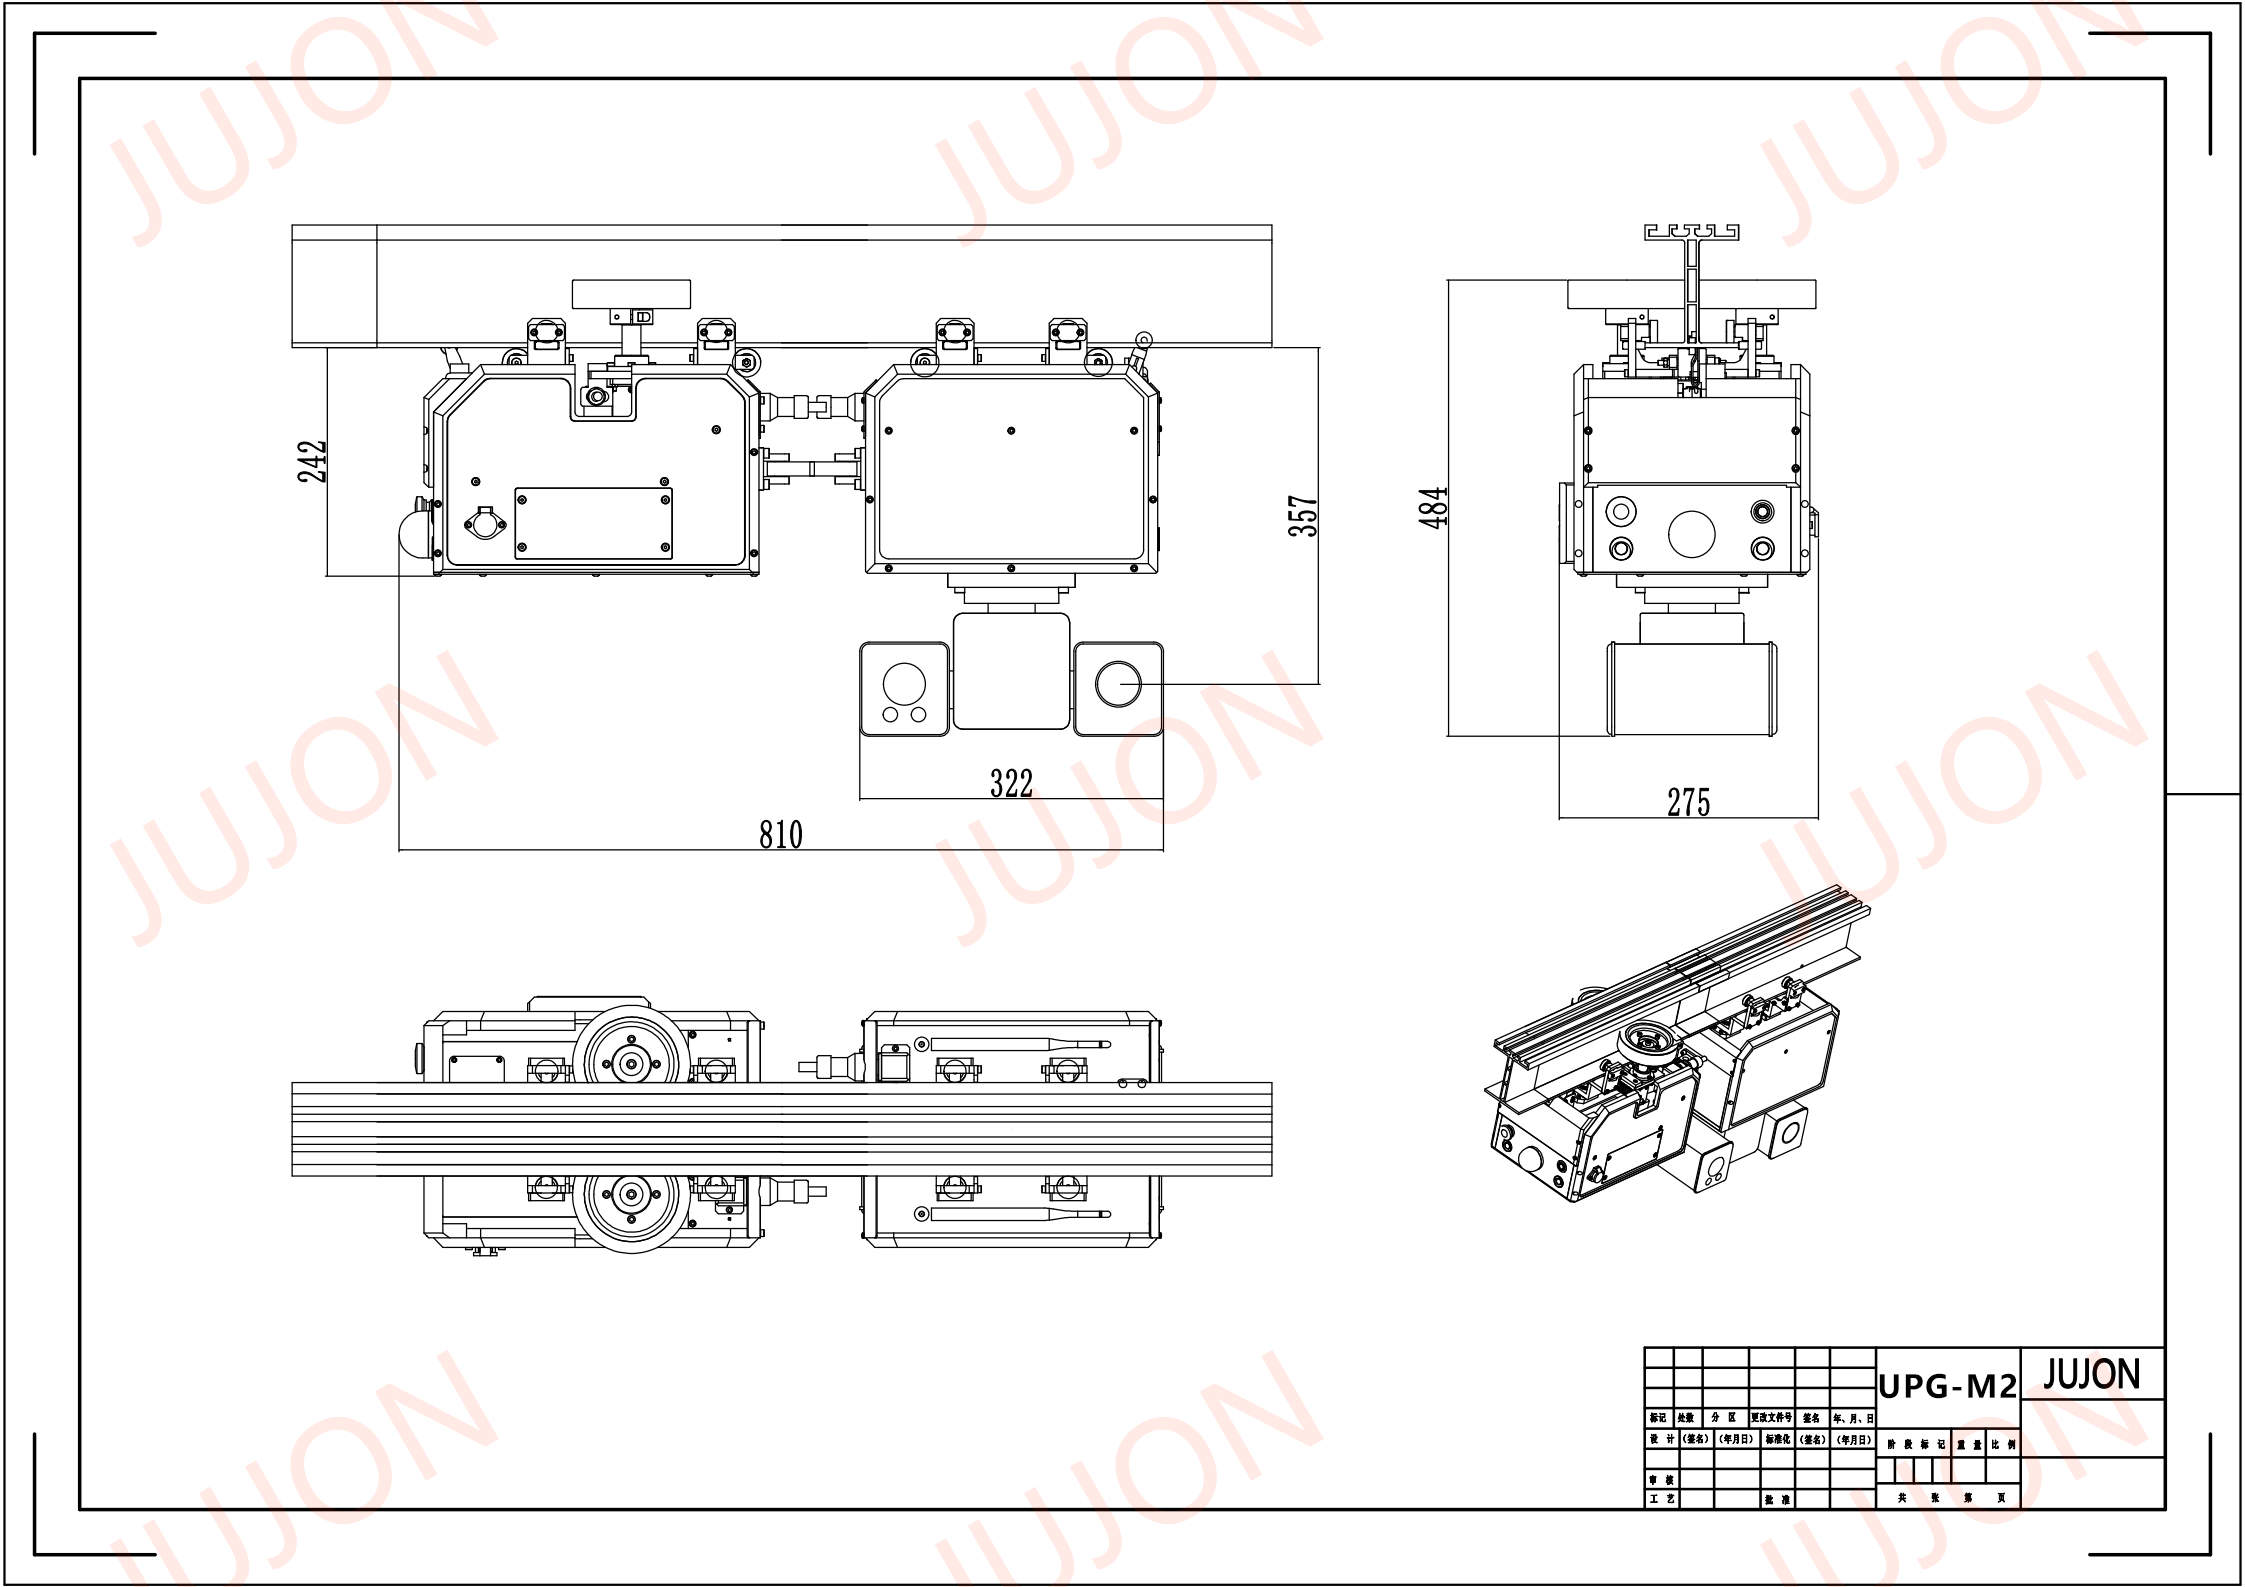 JUJON
JUJON
JUJON
242
357
484
322
275
810
JUJON
JUJON
JUJON
UPG-M2
JUJON
标记 处数 分 区 更改文件号 签名 年、月、日
设 计 (签名) (年月日) 标准化 (签名) (年月日)
阶 段 标 记 重 量 比 例
审 核
工 艺 批 准
共 张 第 页
JUJON
JUJON
JUJON